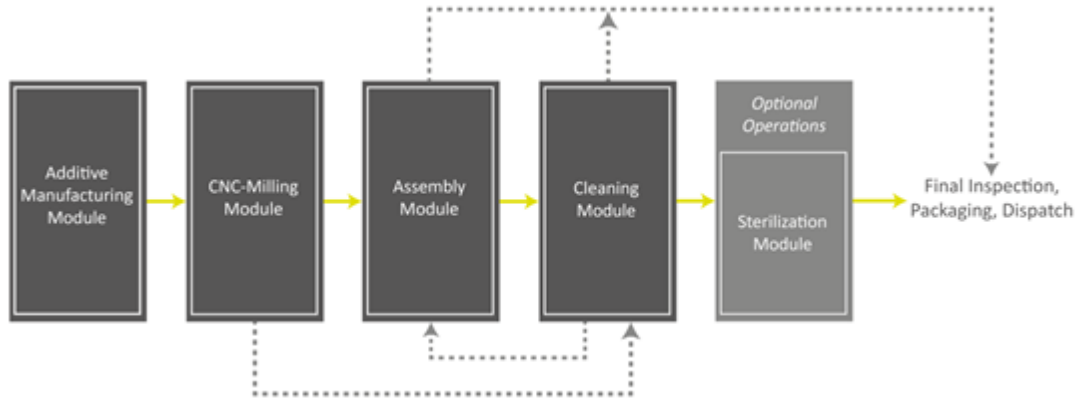 Additive
Manufacturing
Module
CNC-Milling
Module
Assembly
Module
Cleaning
Module
Optional
Operations
Sterilization
Module
Final Inspection,
Packaging, Dispatch